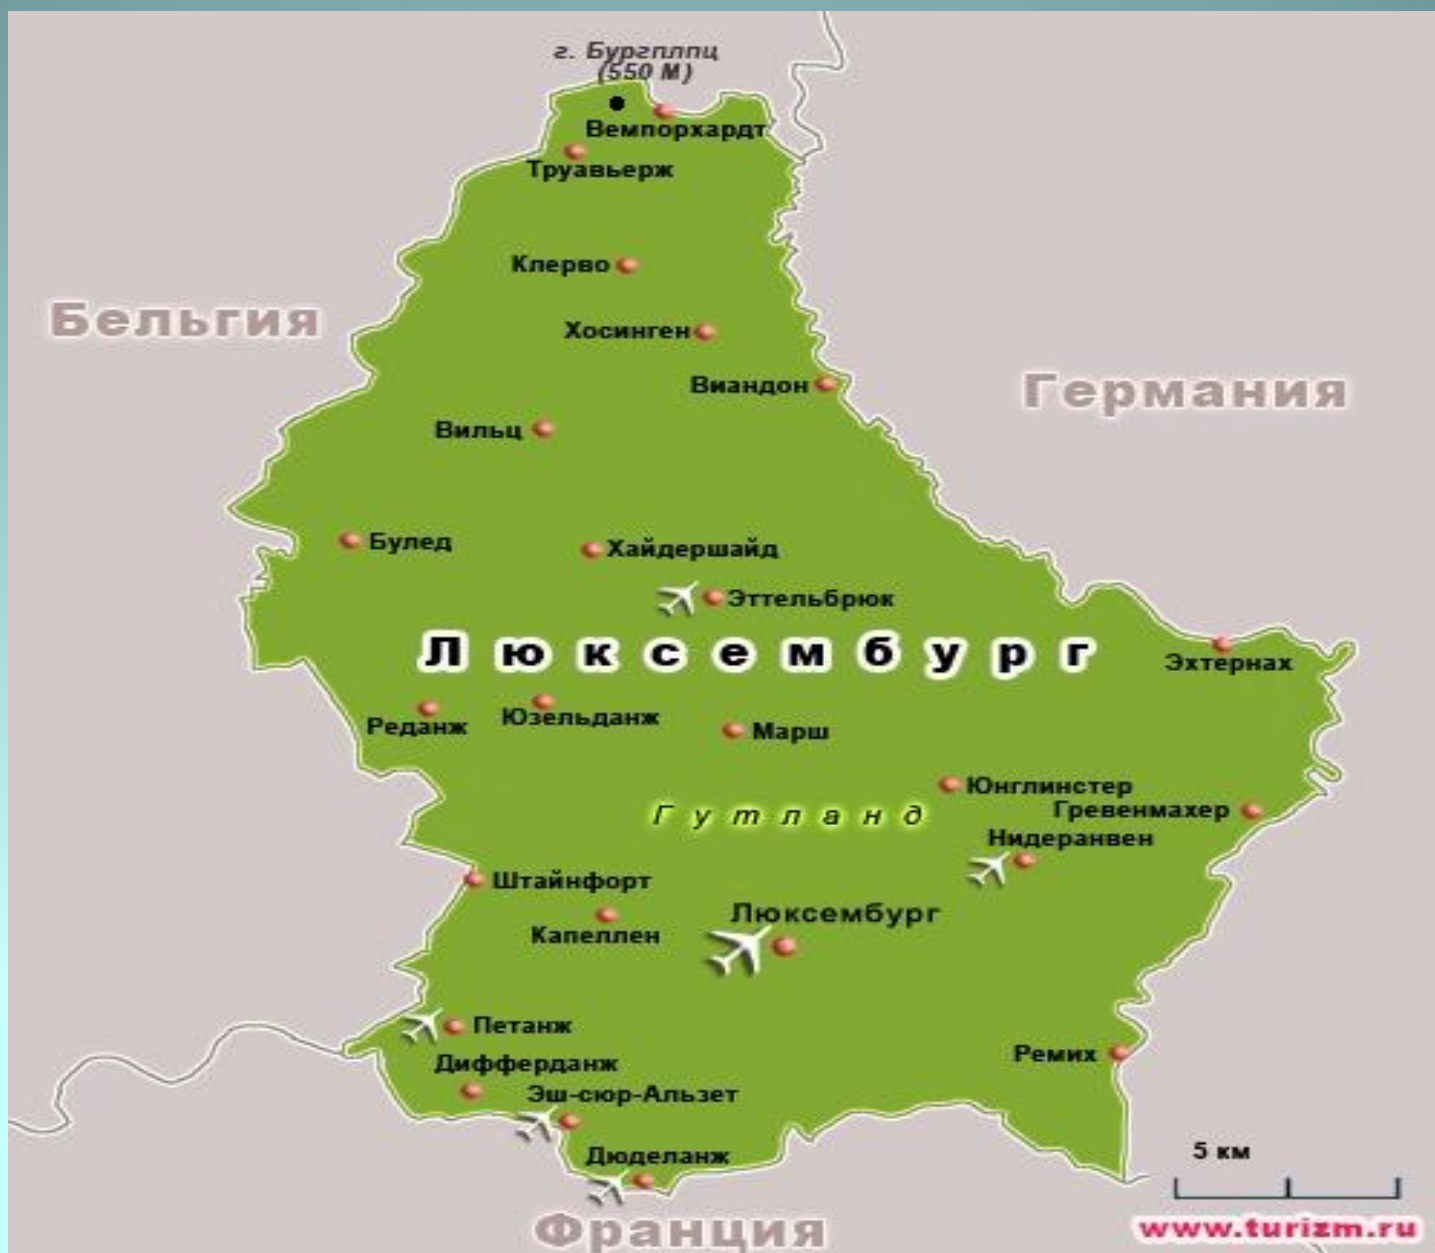 г. Бургплпц
(550 М)
Вемпорхардт
Труавьерж
Клерво
Бельгия
Хосинген
Виандон
Германия
Вильц
Булед
Хайдершайд
Эттельбрюк
Люксембург
Эхтернах
Реданж
Юзельданж
Марш
Юнглинстер
Гревенмахер
Гутланд
Нидеранвен
Штайнфорт
Люксембург
Капеллен
Петанж
Ремих
Дифферданж
Эш-сюр-Альзет
Дюделанж
5 км
Франция
www.turizm.ru